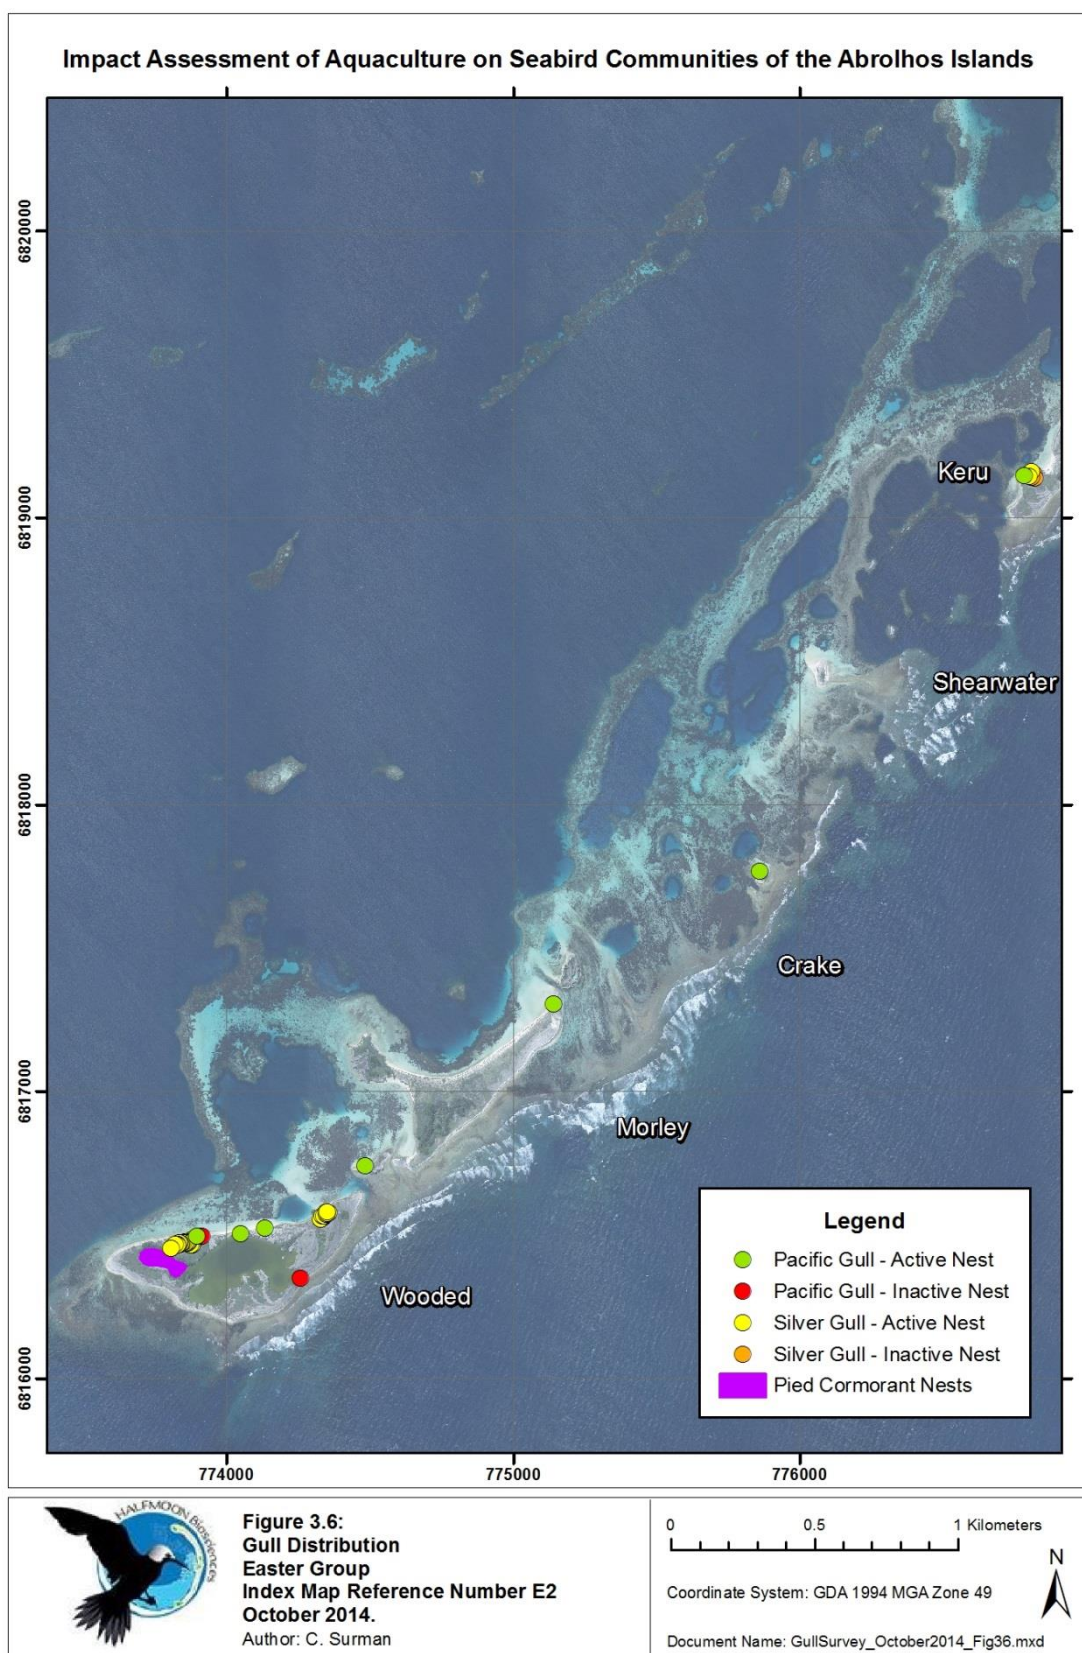 Impact Assessment of Aquaculture on Seabird Communities of the Abrolhos Islands
6820000
6819000
6818000
6817000
6816000
Keru
Shearwater
Crake
Morley
Wooded
Legend
Pacific Gull - Active Nest
Pacific Gull - Inactive Nest
Silver Gull - Active Nest
Silver Gull - Inactive Nest
Pied Cormorant Nests
774000
775000
776000
HALFMOON Biosciences
Figure 3.6:
Gull Distribution
Easter Group
Index Map Reference Number E2
October 2014.
Author: C. Surman
0 0.5 1 Kilometers
N
Coordinate System: GDA 1994 MGA Zone 49
Document Name: GullSurvey_October2014_Fig36.mxd